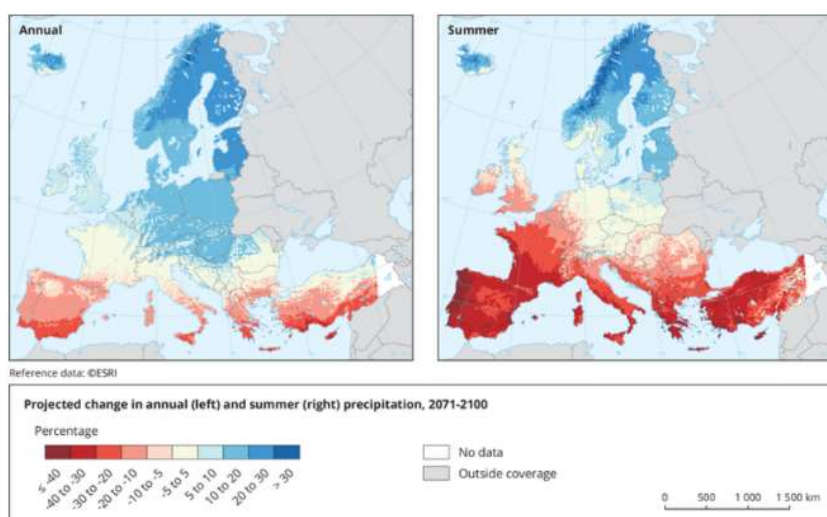 Annual
Summer
Reference data: ©ESRI
Projected change in annual (left) and summer (right) precipitation, 2071-2100
Percentage
≤ -40
-40 to -30
-30 to -20
-20 to -10
-10 to -5
-5 to 5
5 to 10
10 to 20
20 to 30
> 30
No data
Outside coverage
0 500 1 000 1 500 km